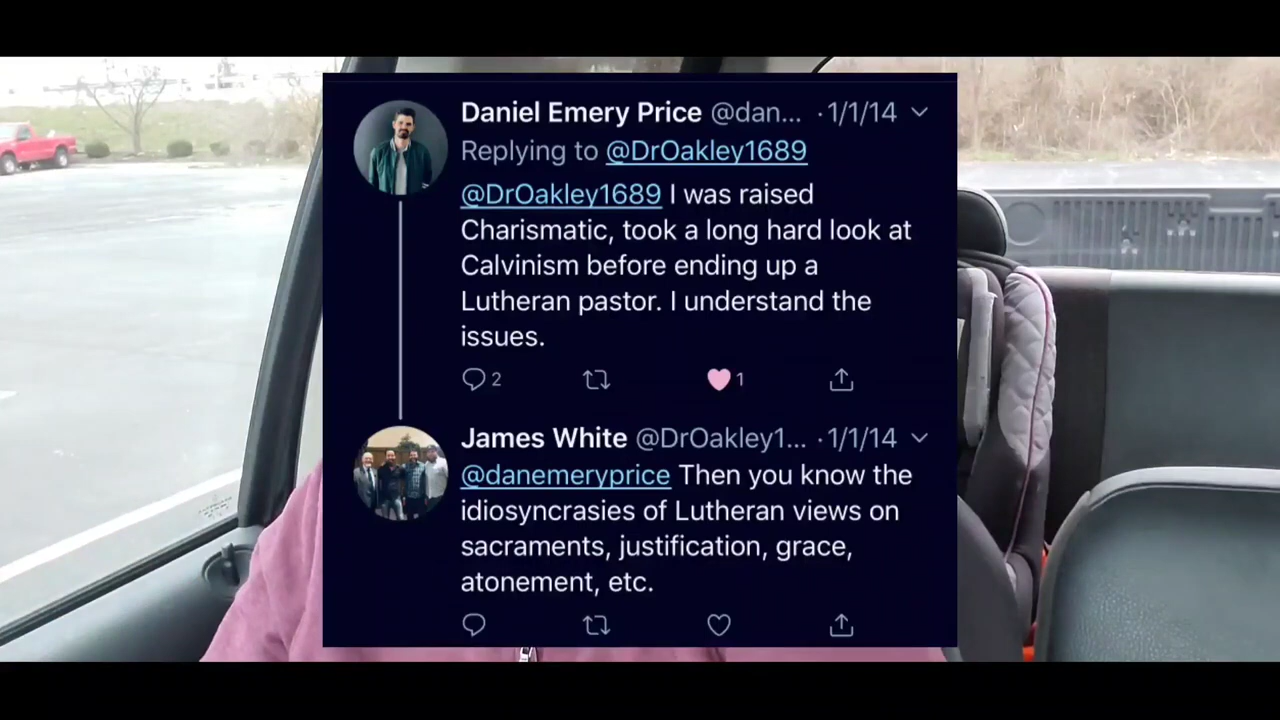 Daniel Emery Price @dan... · 1/1/14
Replying to @DrOakley1689
@DrOakley1689 I was raised
Charismatic, took a long hard look at
Calvinism before ending up a
Lutheran pastor. I understand the
issues.
2
1
James White @DrOakley1... · 1/1/14
@danemeryprice Then you know the
idiosyncrasies of Lutheran views on
sacraments, justification, grace,
atonement, etc.